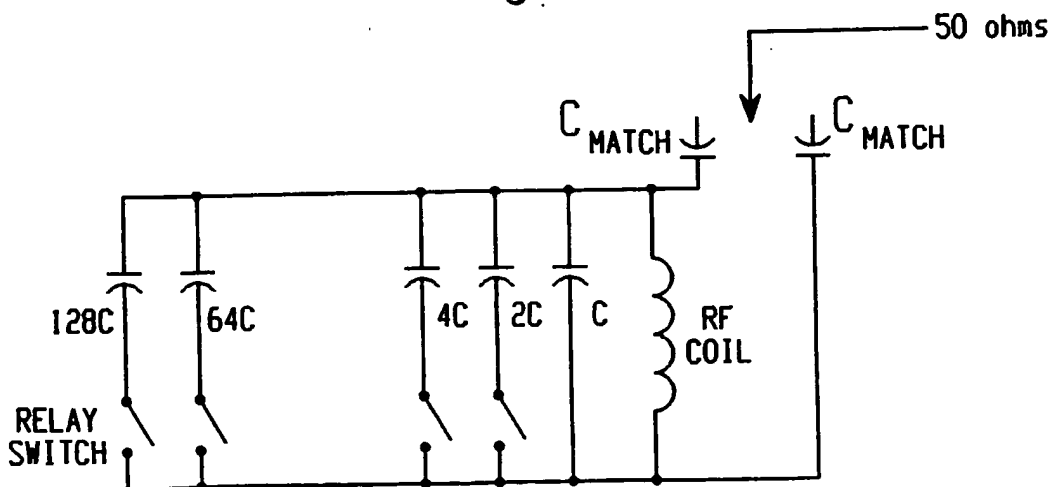 50 ohms
C MATCH
C MATCH
128C
64C
4C
2C
C
RF
COIL
RELAY
SWITCH